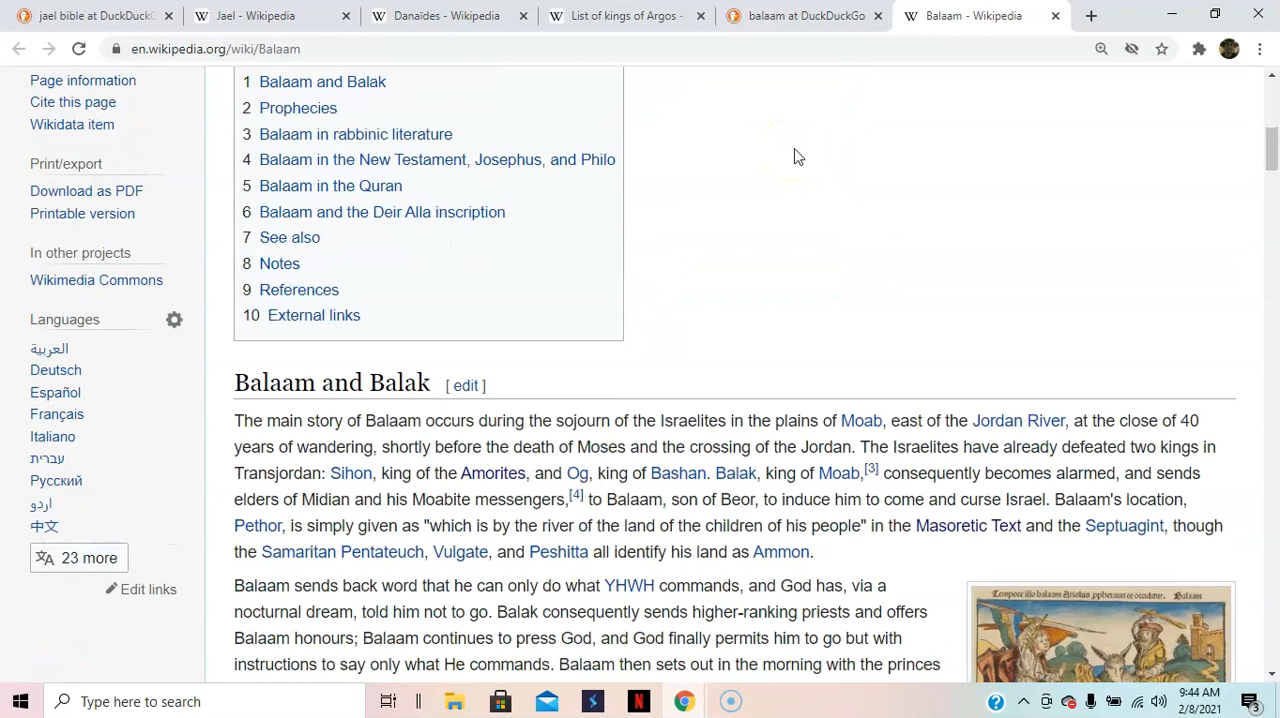 jael bible at DuckDuckG
Jael - Wikipedia
Danaïdes - Wikipedia
List of kings of Argos -
balaam at DuckDuckGo
Balaam - Wikipedia
en.wikipedia.org/wiki/Balaam
Page information
Cite this page
Wikidata item
Print/export
Download as PDF
Printable version
In other projects
Wikimedia Commons
Languages
العربية
Deutsch
Español
Français
Italiano
עברית
Русский
اردو
中文
23 more
Edit links
1 Balaam and Balak
2 Prophecies
3 Balaam in rabbinic literature
4 Balaam in the New Testament, Josephus, and Philo
5 Balaam in the Quran
6 Balaam and the Deir Alla inscription
7 See also
8 Notes
9 References
10 External links
Balaam and Balak [ edit ]
The main story of Balaam occurs during the sojourn of the Israelites in the plains of Moab, east of the Jordan River, at the close of 40
years of wandering, shortly before the death of Moses and the crossing of the Jordan. The Israelites have already defeated two kings in
Transjordan: Sihon, king of the Amorites, and Og, king of Bashan. Balak, king of Moab,[3] consequently becomes alarmed, and sends
elders of Midian and his Moabite messengers,[4] to Balaam, son of Beor, to induce him to come and curse Israel. Balaam's location,
Pethor, is simply given as "which is by the river of the land of the children of his people" in the Masoretic Text and the Septuagint, though
the Samaritan Pentateuch, Vulgate, and Peshitta all identify his land as Ammon.
Balaam sends back word that he can only do what YHWH commands, and God has, via a
nocturnal dream, told him not to go. Balak consequently sends higher-ranking priests and offers
Balaam honours; Balaam continues to press God, and God finally permits him to go but with
instructions to say only what He commands. Balaam then sets out in the morning with the princes
Balaam
Type here to search
9:44 AM
2/8/2021
3